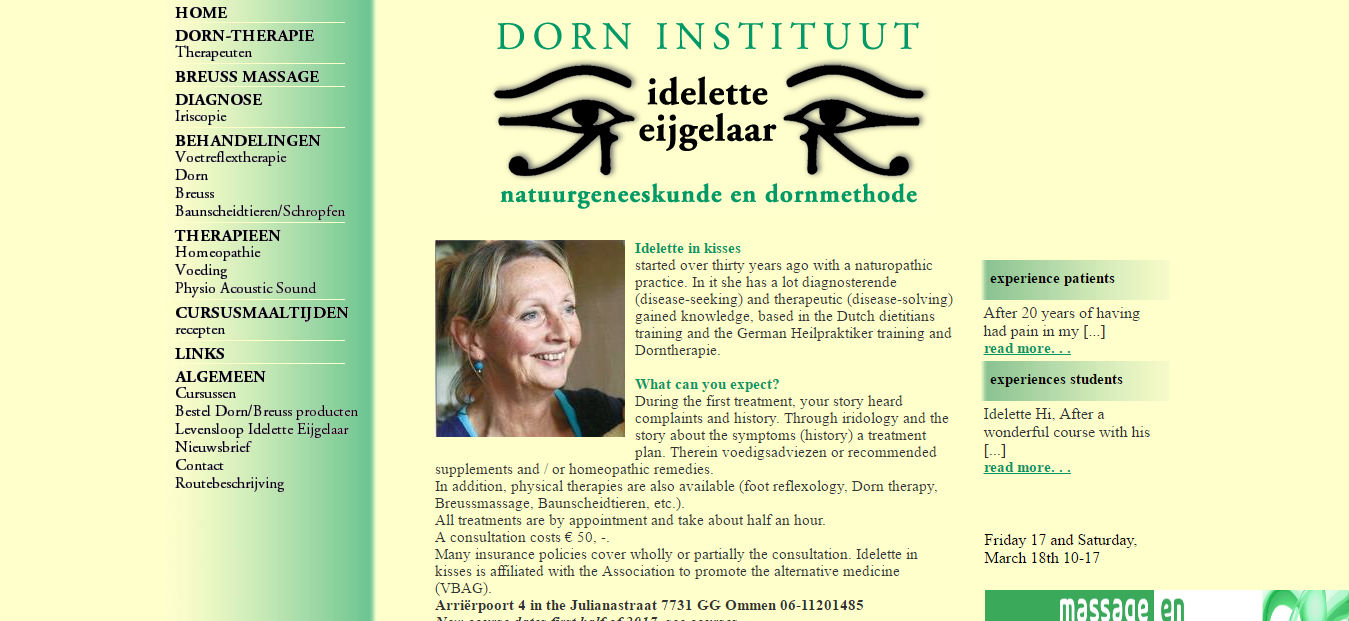 HOME
DORN-THERAPIE
Therapeuten
BREUSS MASSAGE
DIAGNOSE
Iriscopie
BEHANDELINGEN
Voetreflextherapie
Dorn
Breuss
Baunscheidtieren/Schropfen
THERAPIEEN
Homeopathie
Voeding
Physio Acoustic Sound
CURSUSMAALTIJDEN
recepten
LINKS
ALGEMEEN
Cursussen
Bestel Dorn/Breuss producten
Levensloop Idelette Eijgelaar
Nieuwsbrief
Contact
Routebeschrijving
DORN INSTITUUT
idelette
eijgelaar
natuurgeneeskunde en dornmethode
Idelette in kisses
started over thirty years ago with a naturopathic
practice. In it she has a lot diagnosterende
(disease-seeking) and therapeutic (disease-solving)
gained knowledge, based in the Dutch dietitians
training and the German Heilpraktiker training and
Dorntherapie.
What can you expect?
During the first treatment, your story heard
complaints and history. Through iridology and the
story about the symptoms (history) a treatment
plan. Therein voedigsadviezen or recommended
supplements and / or homeopathic remedies.
In addition, physical therapies are also available (foot reflexology, Dorn therapy,
Breussmassage, Baunscheidtieren, etc.).
All treatments are by appointment and take about half an hour.
A consultation costs € 50, -.
Many insurance policies cover wholly or partially the consultation. Idelette in
kisses is affiliated with the Association to promote the alternative medicine
(VBAG).
Arriërpoort 4 in the Julianastraat 7731 GG Ommen 06-11201485
New course dates first half of 2017, see courses
experience patients
After 20 years of having
had pain in my [...]
read more. . .
experiences students
Idelette Hi, After a
wonderful course with his
[...]
read more. . .
Friday 17 and Saturday,
March 18th 10-17
massage en